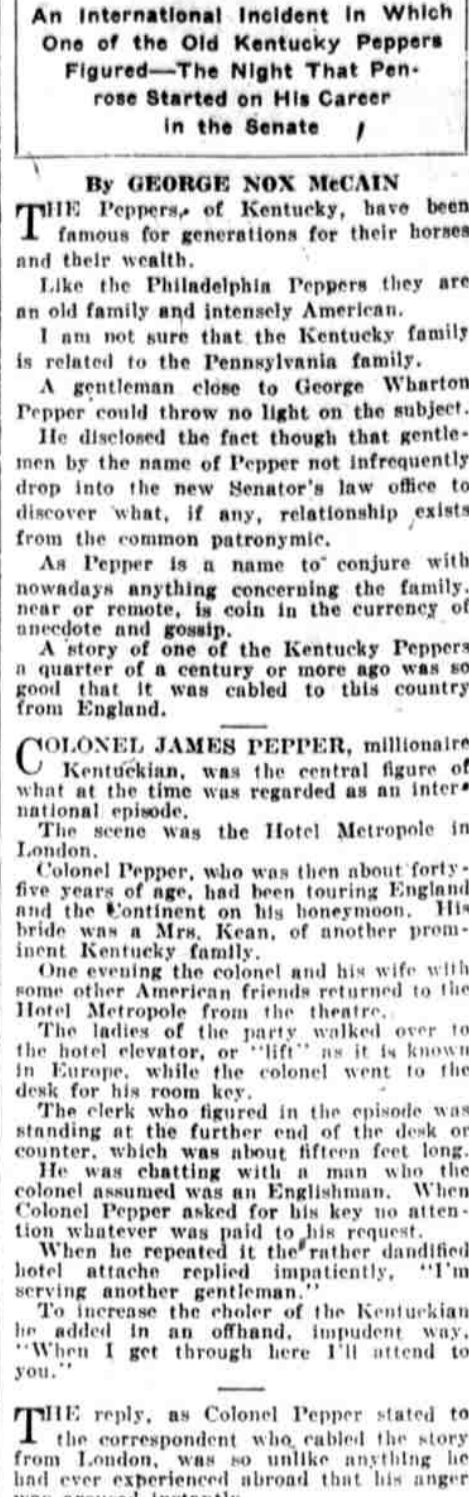 An International Incident in Which
One of the Old Kentucky Peppers
Figured—The Night That Pen-
rose Started on His Career
in the Senate
By GEORGE NOX McCAIN
THE Peppers, of Kentucky, have been
famous for generations for their horses
and their wealth.
Like the Philadelphia Peppers they are
an old family and intensely American.
I am not sure that the Kentucky family
is related to the Pennsylvania family.
A gentleman close to George Wharton
Pepper could throw no light on the subject.
He disclosed the fact though that gentle-
men by the name of Pepper not infrequently
drop into the new Senator's law office to
discover what, if any, relationship exists
from the common patronymic.
As Pepper is a name to conjure with
nowadays anything concerning the family,
near or remote, is coin in the currency of
anecdote and gossip.
A story of one of the Kentucky Peppers
a quarter of a century or more ago was so
good that it was cabled to this country
from England.
COLONEL JAMES PEPPER, millionaire
Kentuckian, was the central figure of
what at the time was regarded as an inter-
national episode.
The scene was the Hotel Metropole in
London.
Colonel Pepper, who was then about forty-
five years of age, had been touring England
and the Continent on his honeymoon. His
bride was a Mrs. Kean, of another prom-
inent Kentucky family.
One evening the colonel and his wife with
some other American friends returned to the
Hotel Metropole from the theatre.
The ladies of the party walked over to
the hotel elevator, or "lift" as it is known
in Europe, while the colonel went to the
desk for his room key.
The clerk who figured in the episode was
standing at the further end of the desk or
counter, which was about fifteen feet long.
He was chatting with a man who the
colonel assumed was an Englishman. When
Colonel Pepper asked for his key no atten-
tion whatever was paid to his request.
When he repeated it the rather dandified
hotel attache replied impatiently, "I'm
serving another gentleman."
To increase the choler of the Kentuckian
he added in an offhand, impudent way,
"When I get through here I'll attend to
you."
THE reply, as Colonel Pepper stated to
the correspondent who cabled the story
from London, was so unlike anything he
had ever experienced abroad that his anger